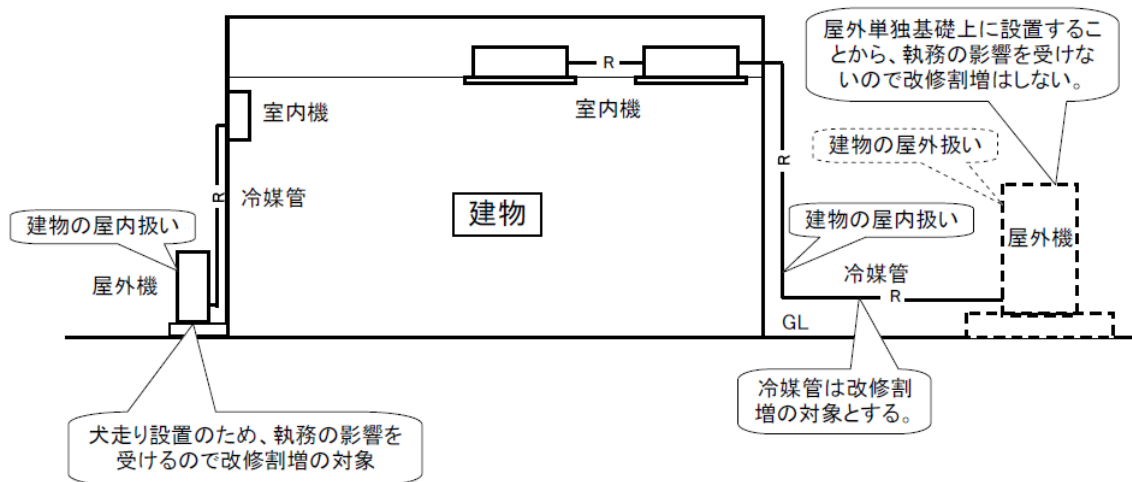 屋外単独基礎上に設置するこ
とから、執務の影響を受けな
いので改修割増はしない。
R
室内機
室内機
建物の屋外扱い
R
R
冷媒管
建物
建物の屋内扱い
建物の屋内扱い
屋外機
屋外機
冷媒管
R
GL
冷媒管は改修割
増の対象とする。
犬走り設置のため、執務の影響を
受けるので改修割増の対象